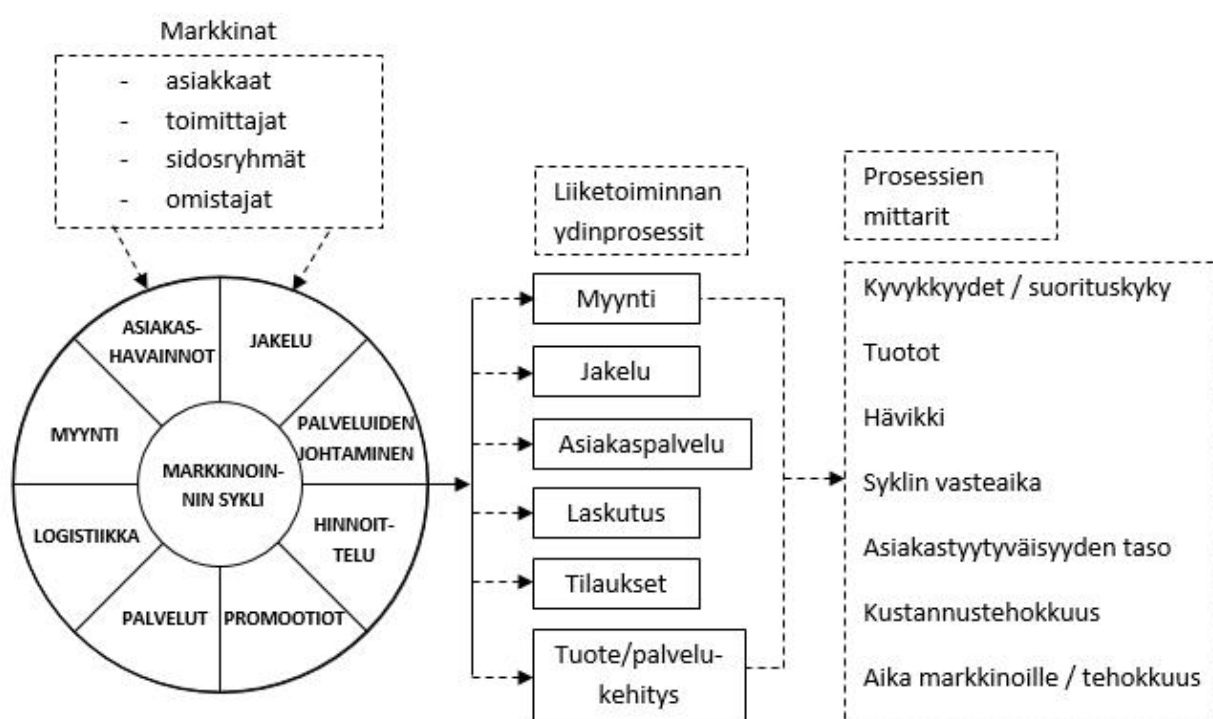 Markkinat
- asiakkaat
- toimittajat
- sidosryhmät
- omistajat
ASIAKAS-
HAVAINNOT
JAKELU
PALVELUIDEN
JOHTAMINEN
HINNOIT-
TELU
PROMOOTIOT
PALVELUT
LOGISTIIKKA
MYYNTI
MARKKINOIN-
NIN SYKLI
Liiketoiminnan
ydinprosessit
Myynti
Jakelu
Asiakaspalvelu
Laskutus
Tilaukset
Tuote/palvelu-
kehitys
Prosessien
mittarit
Kyvykkyydet / suorituskyky
Tuotot
Hävikki
Syklin vasteaika
Asiakastyytyväisyyden taso
Kustannustehokkuus
Aika markkinoille / tehokkuus